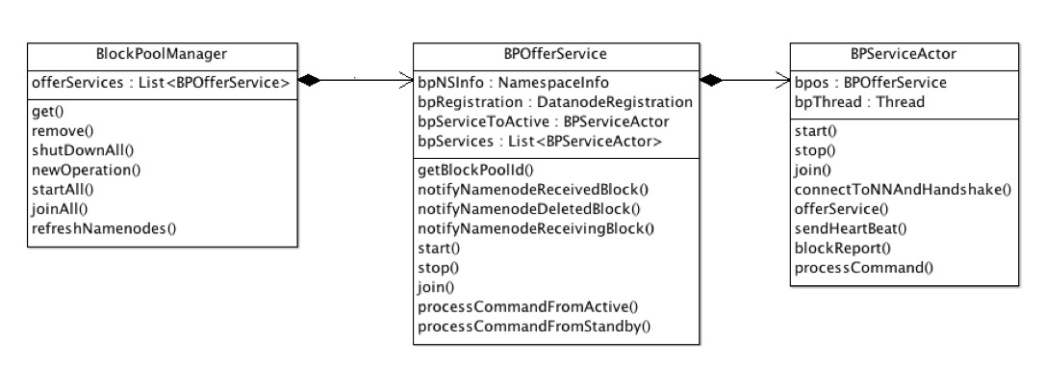 BlockPoolManager
offerServices : List<BPOfferService>
get()
remove()
shutDownAll()
newOperation()
startAll()
joinAll()
refreshNamenodes()
BPOfferService
bpNSInfo : NamespaceInfo
bpRegistration : DatanodeRegistration
bpServiceToActive : BPServiceActor
bpServices : List<BPServiceActor>
getBlockPoolId()
notifyNamenodeReceivedBlock()
notifyNamenodeDeletedBlock()
notifyNamenodeReceivingBlock()
start()
stop()
join()
processCommandFromActive()
processCommandFromStandby()
BPServiceActor
bpos : BPOfferService
bpThread : Thread
start()
stop()
join()
connectToNNAndHandshake()
offerService()
sendHeartBeat()
blockReport()
processCommand()